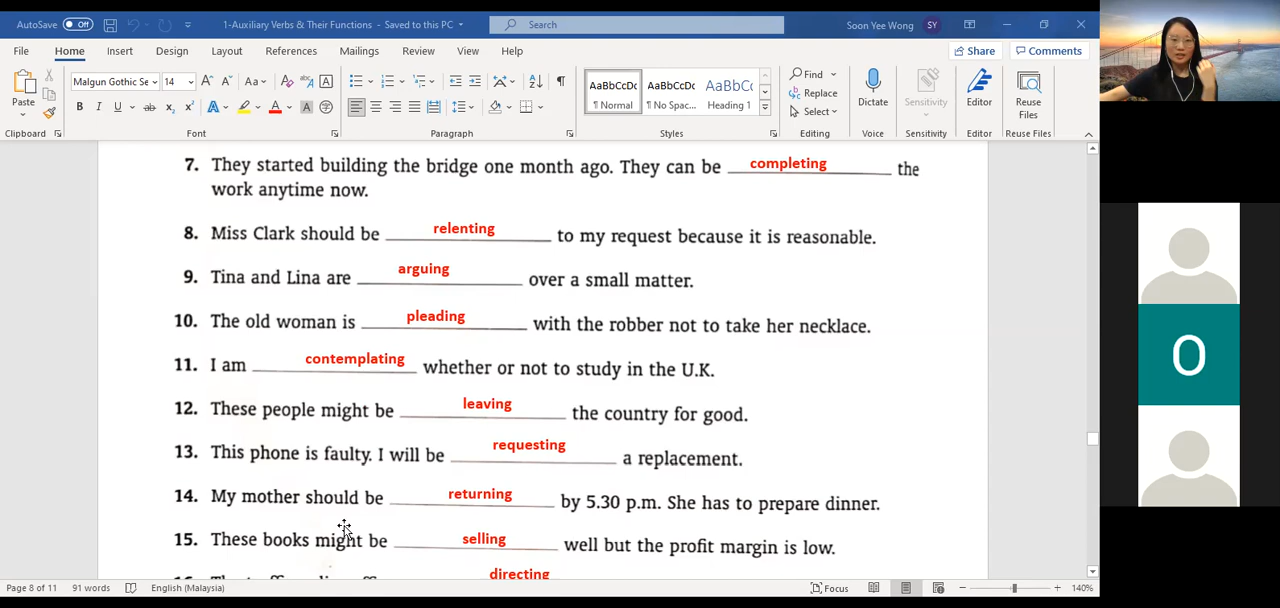 AutoSave Off 1-Auxiliary Verbs & Their Functions - Saved to this PC Search Soon Yee Wong SY
File Home Insert Design Layout References Mailings Review View Help Share Comments
Malgun Gothic Se 14
AaBbCcDc AaBbCcDc AaBbCc
¶ Normal ¶ No Spac... Heading 1
Find
Replace
Select
Paste Dictate Sensitivity Editor Reuse Files
Clipboard Font Paragraph Styles Editing Voice Sensitivity Editor Reuse Files
7. They started building the bridge one month ago. They can be completing the
work anytime now.
8. Miss Clark should be relenting to my request because it is reasonable.
9. Tina and Lina are arguing over a small matter.
10. The old woman is pleading with the robber not to take her necklace.
11. I am contemplating whether or not to study in the U.K.
12. These people might be leaving the country for good.
13. This phone is faulty. I will be requesting a replacement.
14. My mother should be returning by 5.30 p.m. She has to prepare dinner.
15. These books might be selling well but the profit margin is low.
directing
Page 8 of 11 91 words English (Malaysia) Focus 140%
O